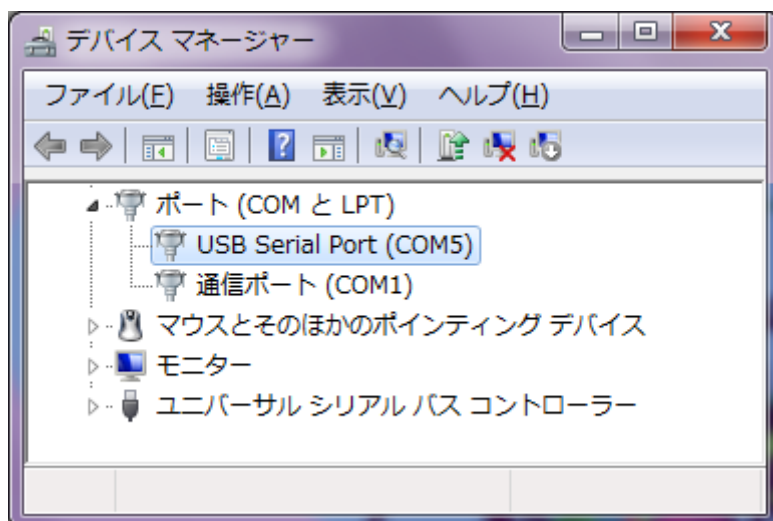 デバイス マネージャー
ファイル(F) 操作(A) 表示(V) ヘルプ(H)
ポート (COM と LPT)
USB Serial Port (COM5)
通信ポート (COM1)
マウスとそのほかのポインティング デバイス
モニター
ユニバーサル シリアル バス コントローラー